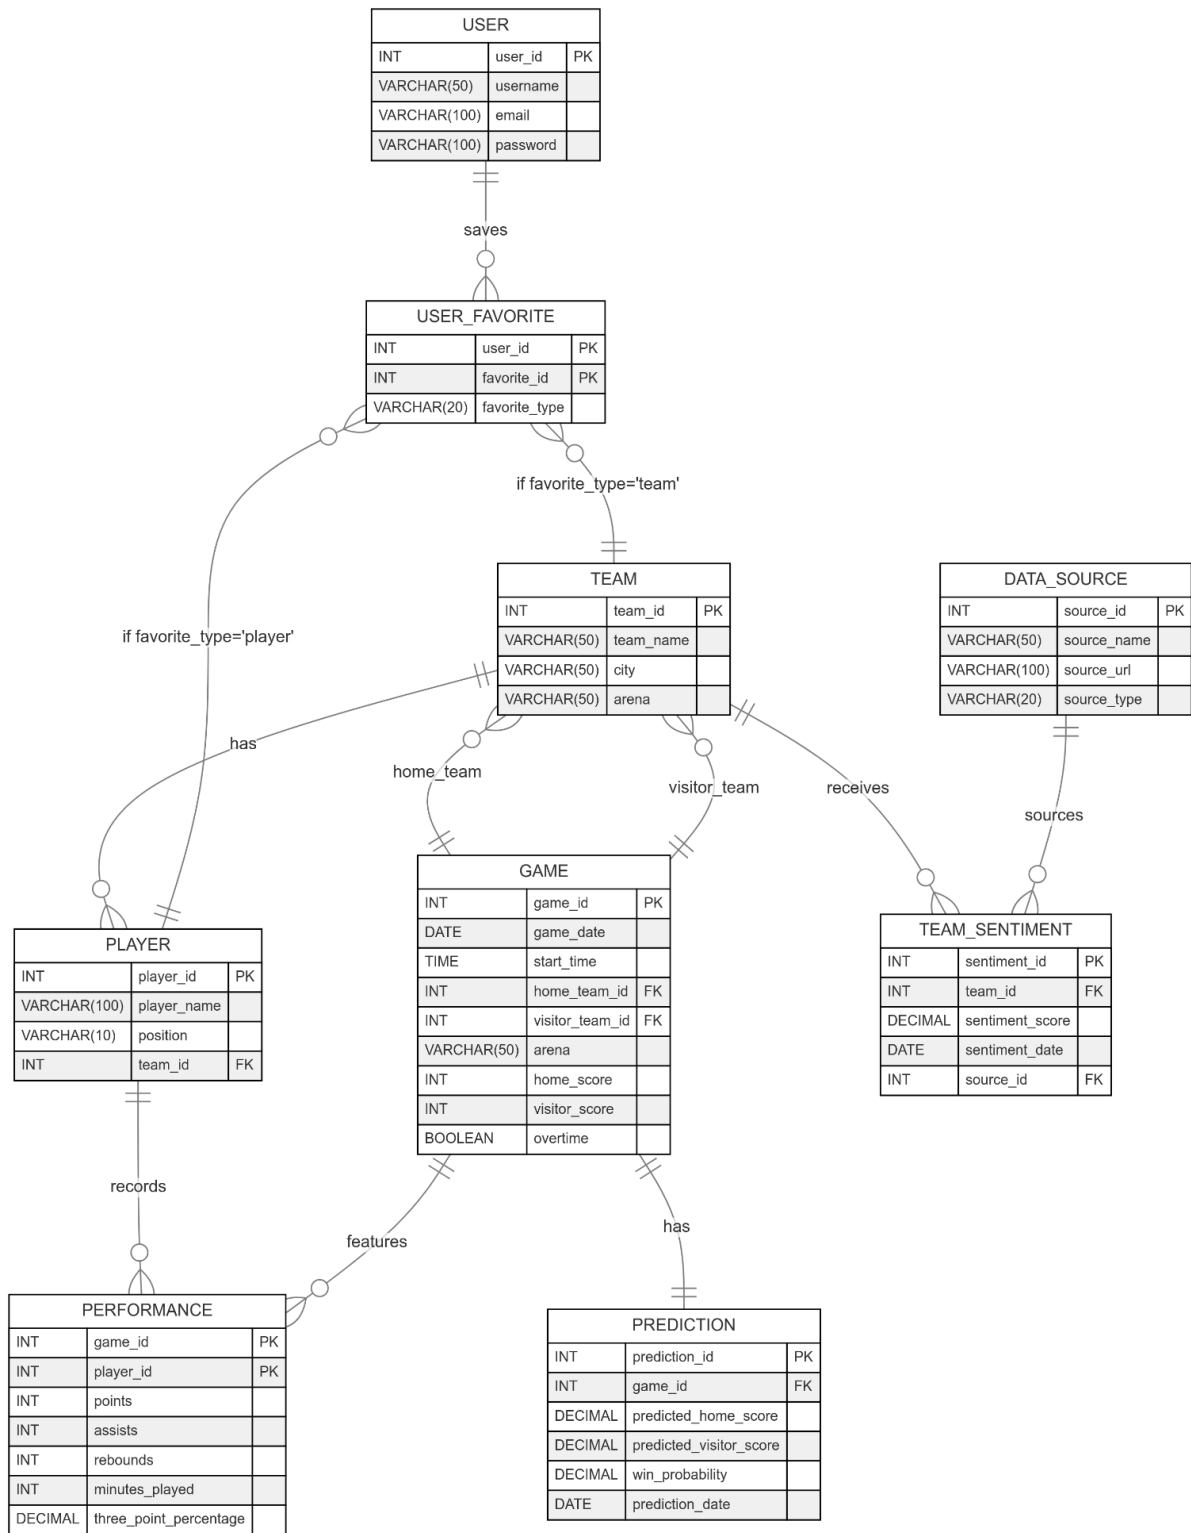 USER
INT user_id PK
VARCHAR(50) username
VARCHAR(100) email
VARCHAR(100) password
saves
USER_FAVORITE
INT user_id PK
INT favorite_id PK
VARCHAR(20) favorite_type
if favorite_type='team'
if favorite_type='player'
TEAM
INT team_id PK
VARCHAR(50) team_name
VARCHAR(50) city
VARCHAR(50) arena
DATA_SOURCE
INT source_id PK
VARCHAR(50) source_name
VARCHAR(100) source_url
VARCHAR(20) source_type
has
home_team
visitor_team
receives
sources
GAME
INT game_id PK
DATE game_date
TIME start_time
INT home_team_id FK
INT visitor_team_id FK
VARCHAR(50) arena
INT home_score
INT visitor_score
BOOLEAN overtime
TEAM_SENTIMENT
INT sentiment_id PK
INT team_id FK
DECIMAL sentiment_score
DATE sentiment_date
INT source_id FK
PLAYER
INT player_id PK
VARCHAR(100) player_name
VARCHAR(10) position
INT team_id FK
records
features
has
PERFORMANCE
INT game_id PK
INT player_id PK
INT points
INT assists
INT rebounds
INT minutes_played
DECIMAL three_point_percentage
PREDICTION
INT prediction_id PK
INT game_id FK
DECIMAL predicted_home_score
DECIMAL predicted_visitor_score
DECIMAL win_probability
DATE prediction_date